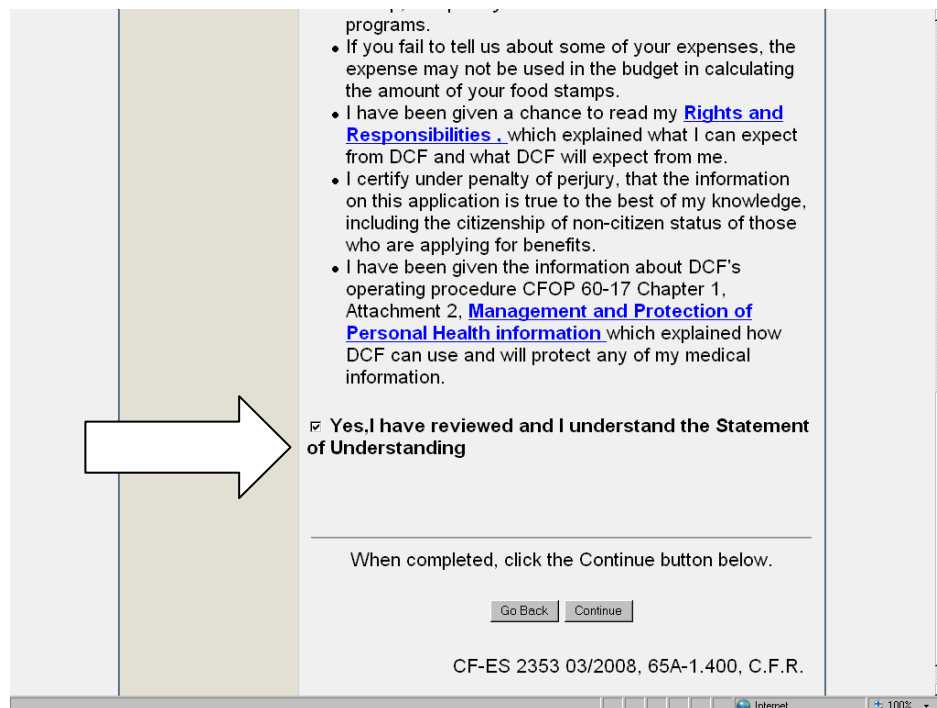 programs.
• If you fail to tell us about some of your expenses, the
expense may not be used in the budget in calculating
the amount of your food stamps.
• I have been given a chance to read my Rights and
Responsibilities , which explained what I can expect
from DCF and what DCF will expect from me.
• I certify under penalty of perjury, that the information
on this application is true to the best of my knowledge,
including the citizenship of non-citizen status of those
who are applying for benefits.
• I have been given the information about DCF's
operating procedure CFOP 60-17 Chapter 1,
Attachment 2, Management and Protection of
Personal Health information which explained how
DCF can use and will protect any of my medical
information.
Yes,I have reviewed and I understand the Statement
of Understanding
When completed, click the Continue button below.
Go Back Continue
CF-ES 2353 03/2008, 65A-1.400, C.F.R.
Internet 100%